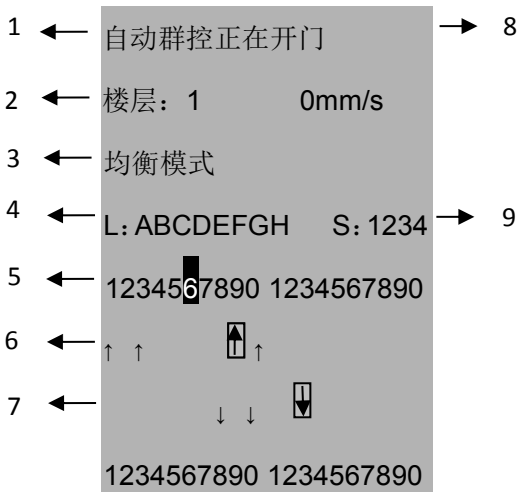 1 ← 自动群控正在开门 → 8
2 ← 楼层：1 0mm/s
3 ← 均衡模式
4 ← L：ABCDEFGH S：1234 → 9
5 ← 1234567890 1234567890
6 ← ↑ ↑ ↑ ↑
7 ← ↓ ↓ ↓
1234567890 1234567890